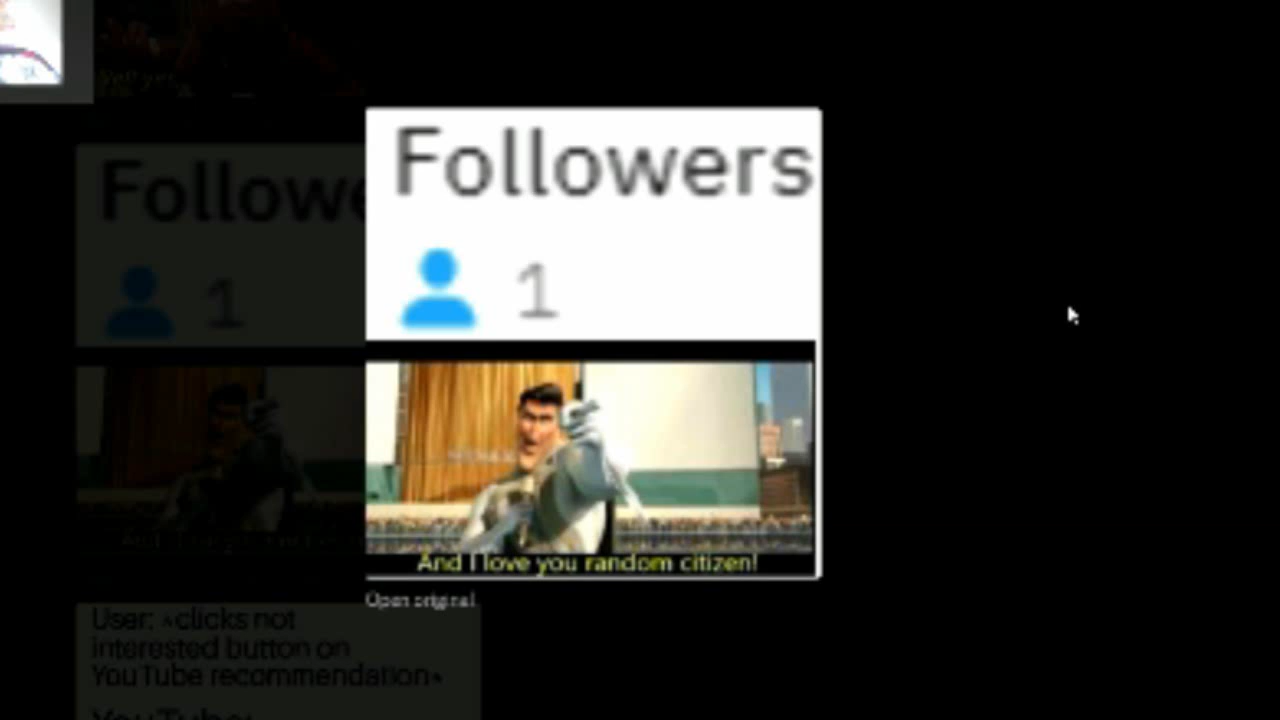 Followers
1
And I love you random citizen!
Open original
Followe
1
User: *clicks not
interested button on
YouTube recommendation*
YouTube: